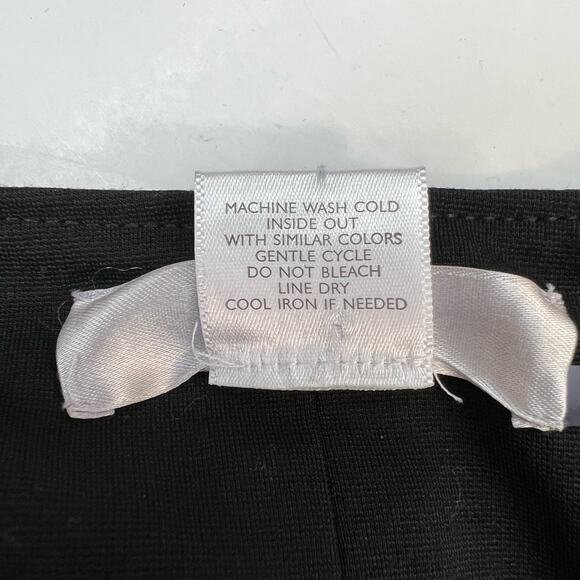 MACHINE WASH COLD
INSIDE OUT
WITH SIMILAR COLORS
GENTLE CYCLE
DO NOT BLEACH
LINE DRY
COOL IRON IF NEEDED